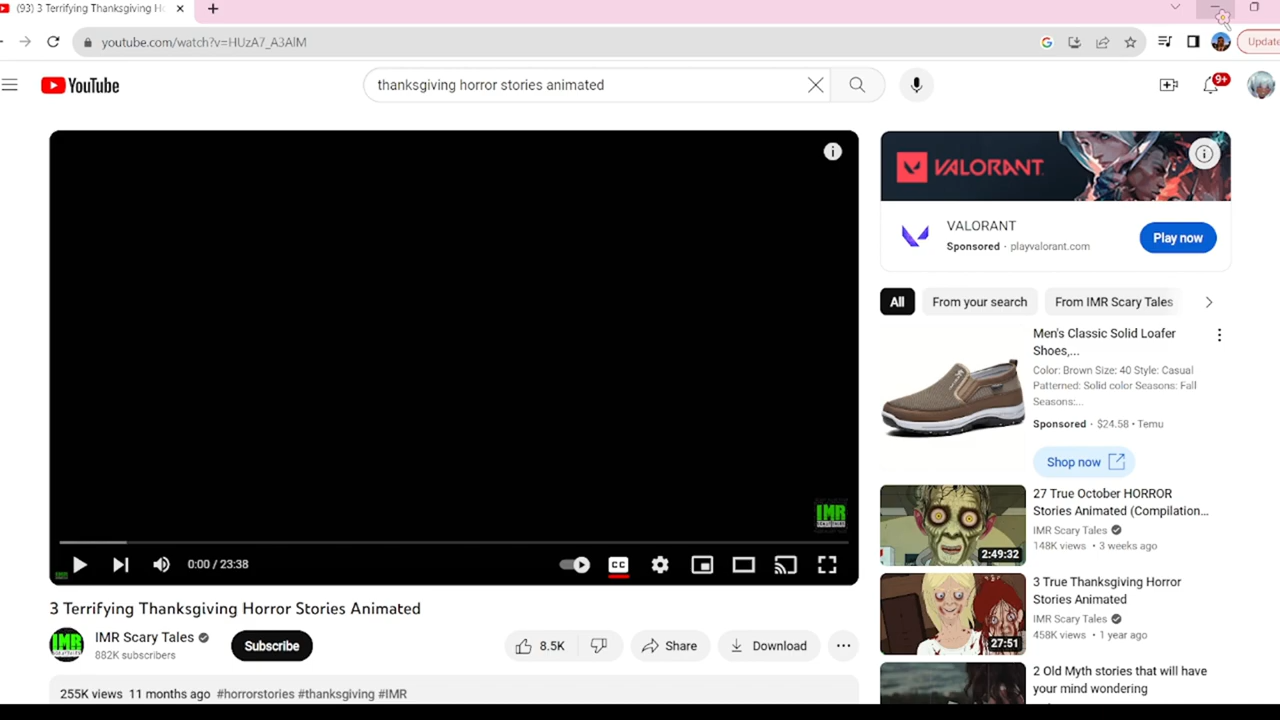 (93) 3 Terrifying Thanksgiving Ho
youtube.com/watch?v=HUzA7_A3AlM
Update
YouTube
thanksgiving horror stories animated
9+
VALORANT
VALORANT
Sponsored · playvalorant.com
Play now
All
From your search
From IMR Scary Tales
Men's Classic Solid Loafer
Shoes,...
Color: Brown Size: 40 Style: Casual
Patterned: Solid color Seasons: Fall
Seasons:...
Sponsored · $24.58 · Temu
Shop now
IMR
0:00 / 23:38
CC
27 True October HORROR
Stories Animated (Compilation...
IMR Scary Tales
148K views · 3 weeks ago
2:49:32
3 True Thanksgiving Horror
Stories Animated
IMR Scary Tales
458K views · 1 year ago
27:51
2 Old Myth stories that will have
your mind wondering
3 Terrifying Thanksgiving Horror Stories Animated
IMR
IMR Scary Tales
882K subscribers
Subscribe
8.5K
Share
Download
255K views 11 months ago #horrorstories #thanksgiving #IMR